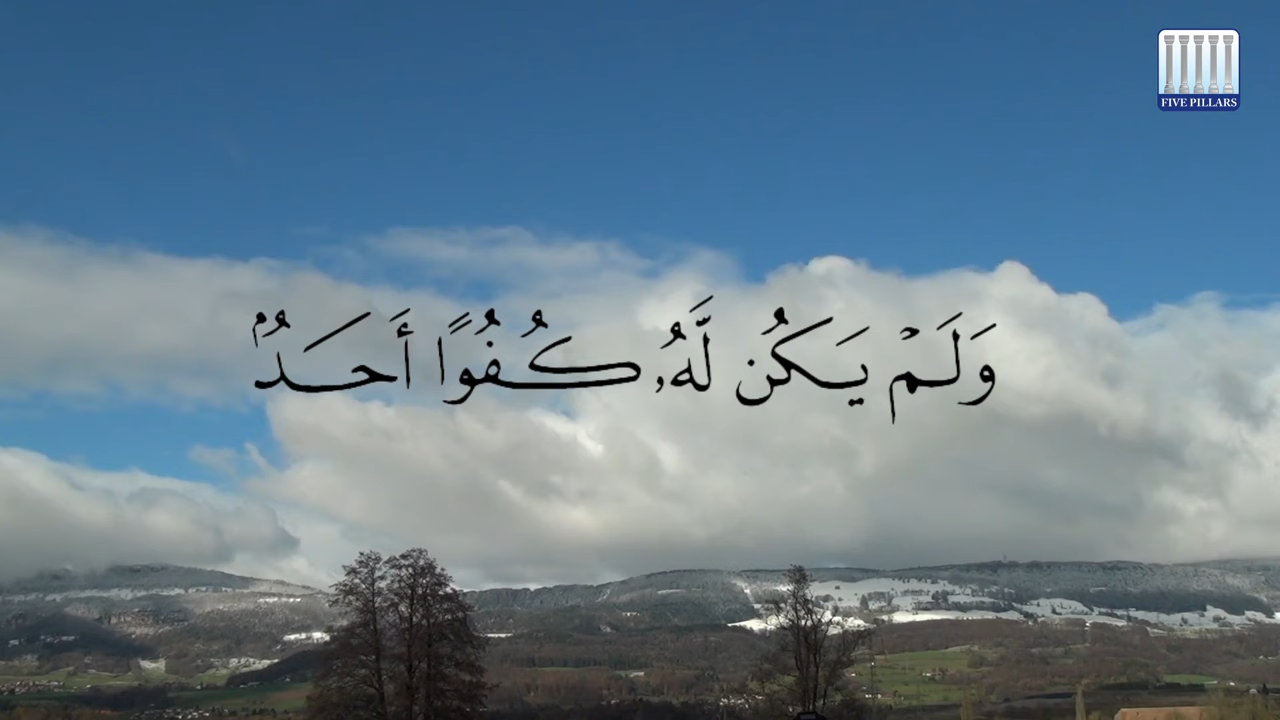 FIVE PILLARS
وَلَمْ يَكُن لَّهُۥ كُفُوًا أَحَدٌۢ